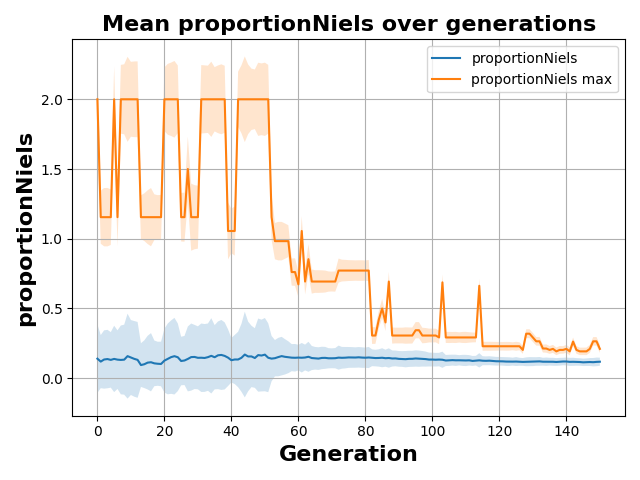 Mean proportionNiels over generations
proportionNiels
proportionNiels max
2.0
1.5
1.0
0.5
0.0
proportionNiels
0 20 40 60 80 100 120 140
Generation